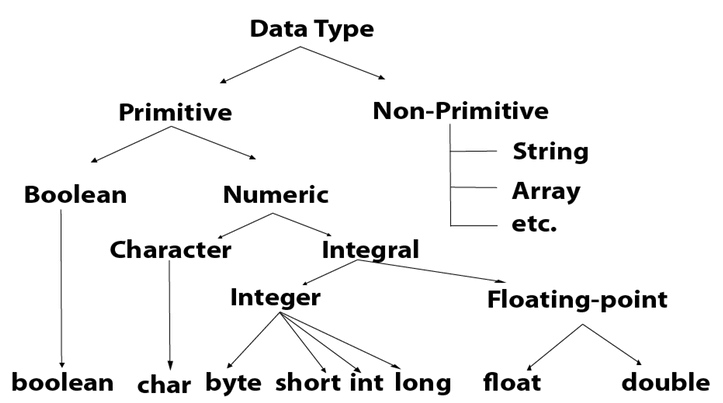 Data Type
Primitive
Non-Primitive
String
Array
etc.
Boolean
Numeric
Character
Integral
Integer
Floating-point
boolean
char
byte
short
int
long
float
double